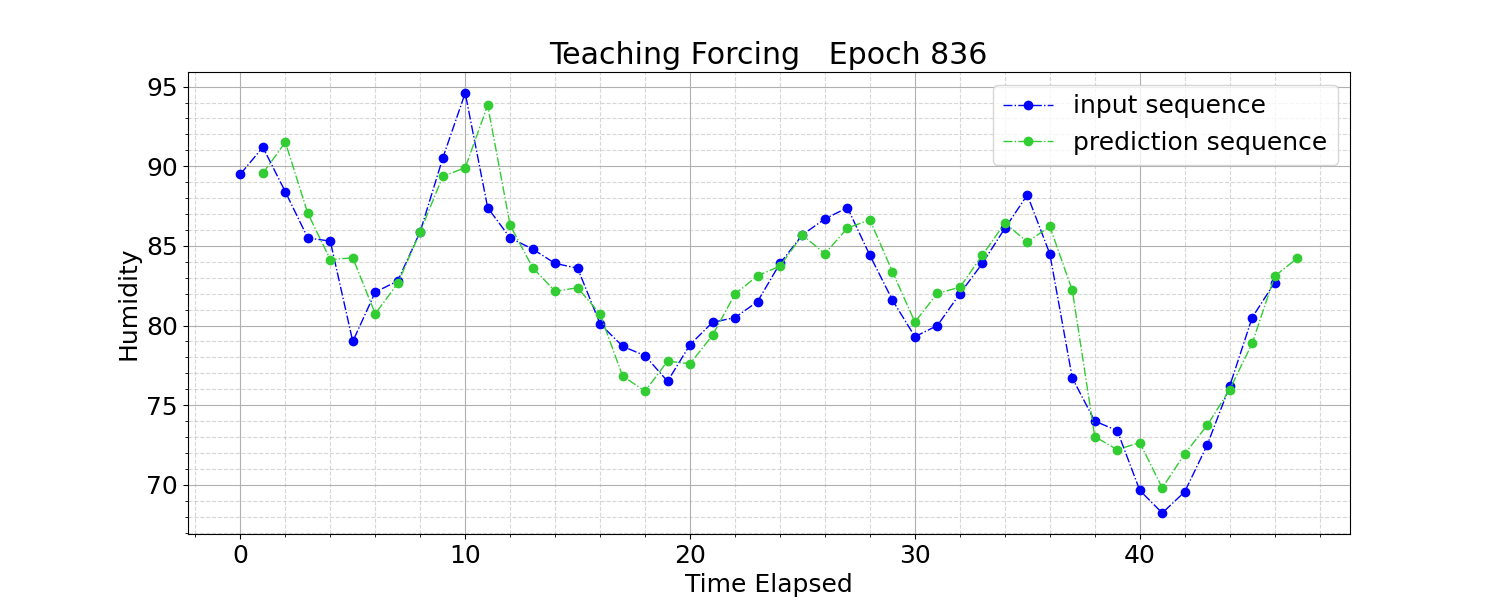 Teaching Forcing   Epoch 836
95
90
85
80
75
70
Humidity
input sequence
prediction sequence
0 10 20 30 40
Time Elapsed